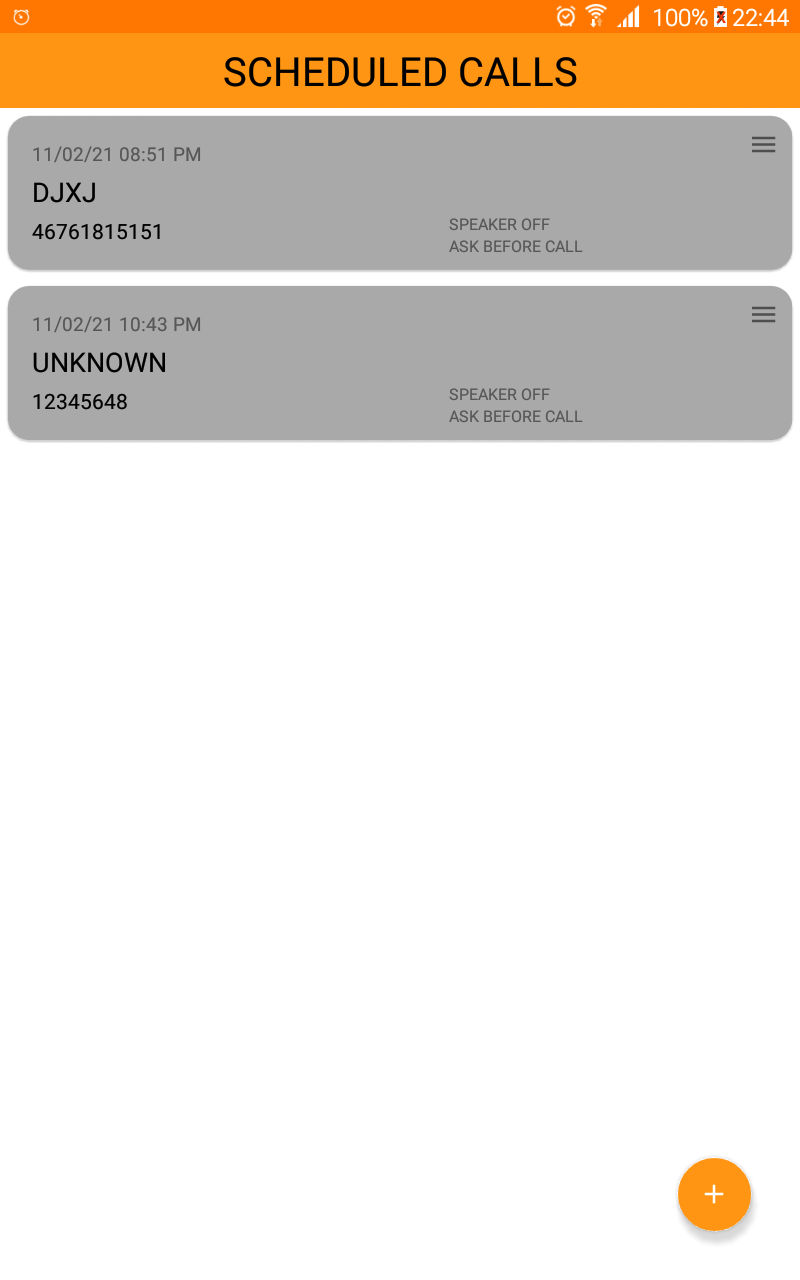 100% 22:44
SCHEDULED CALLS
11/02/21 08:51 PM
DJXJ
46761815151
SPEAKER OFF
ASK BEFORE CALL
11/02/21 10:43 PM
UNKNOWN
12345648
SPEAKER OFF
ASK BEFORE CALL
+